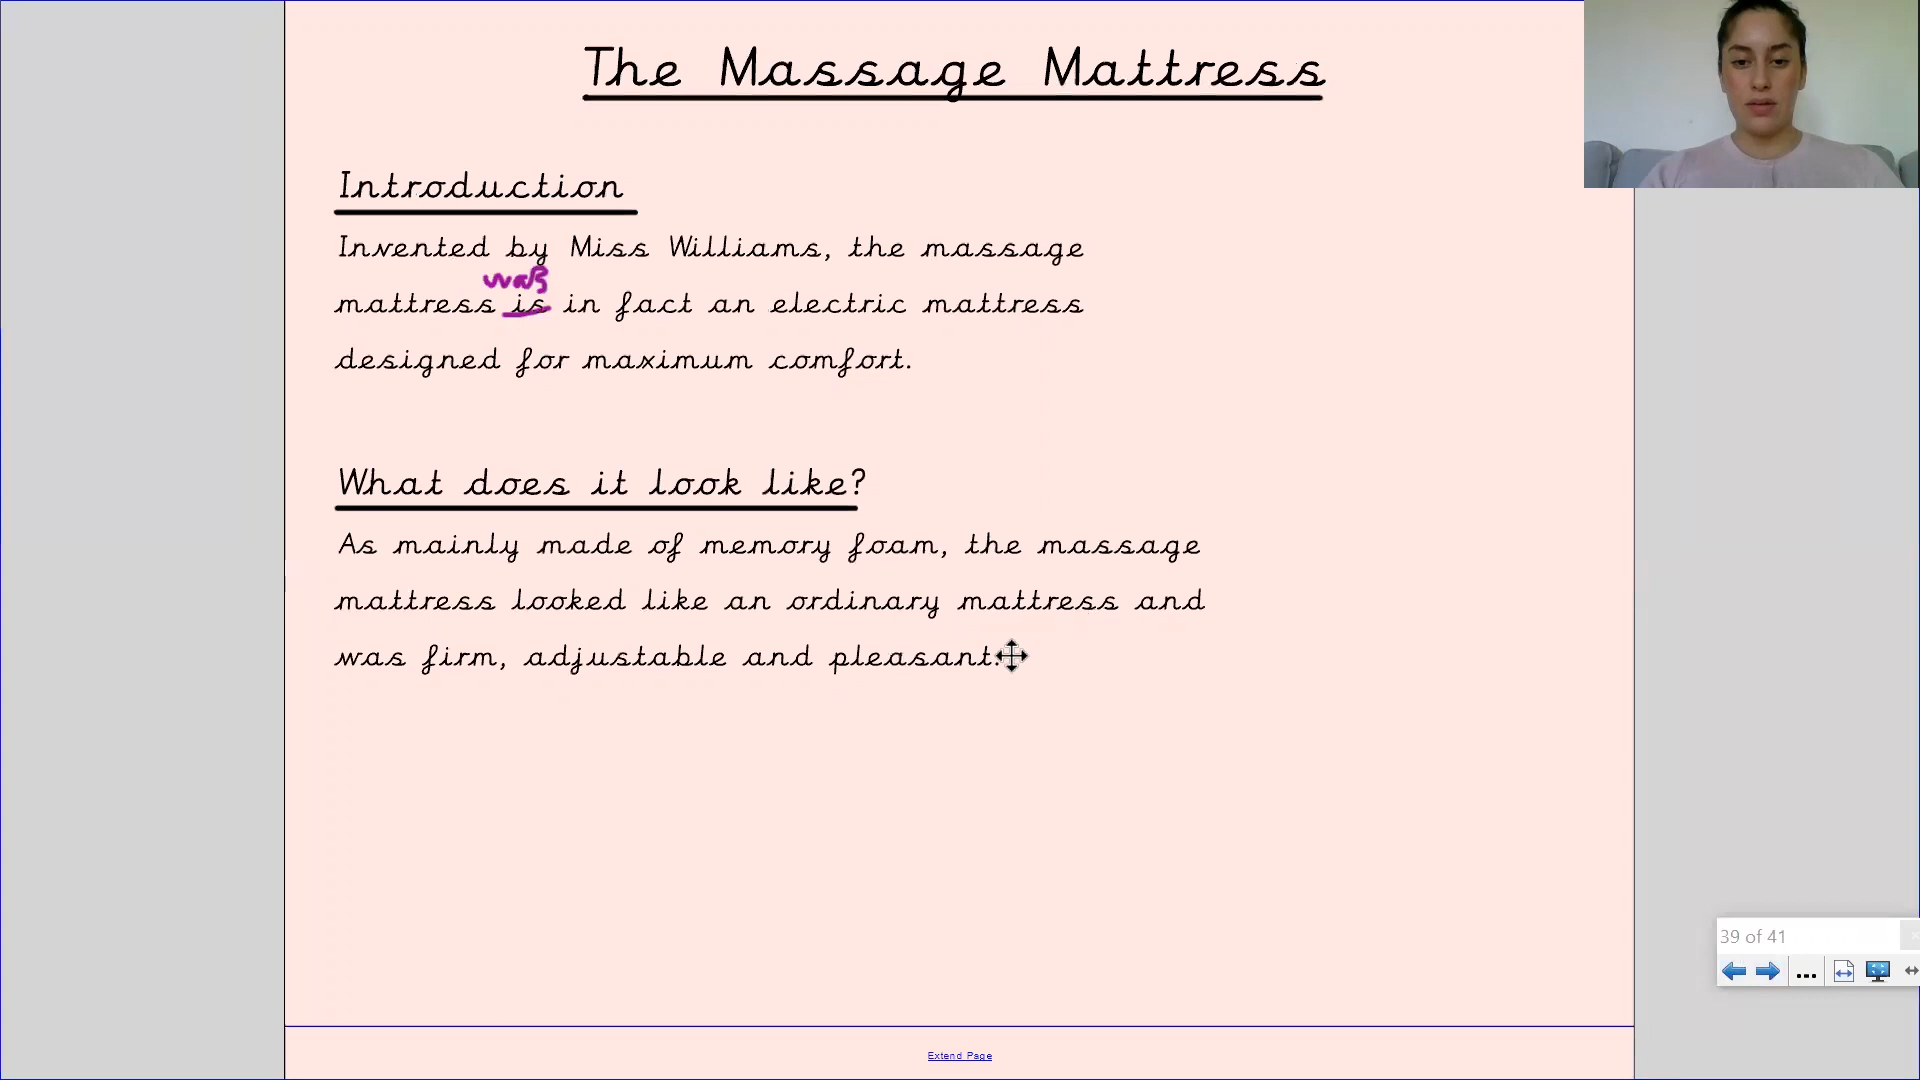 The Massage Mattress
Introduction
Invented by Miss Williams, the massage
was
mattress is in fact an electric mattress
designed for maximum comfort.
What does it look like?
As mainly made of memory foam, the massage
mattress looked like an ordinary mattress and
was firm, adjustable and pleasant.
39 of 41
Extend Page